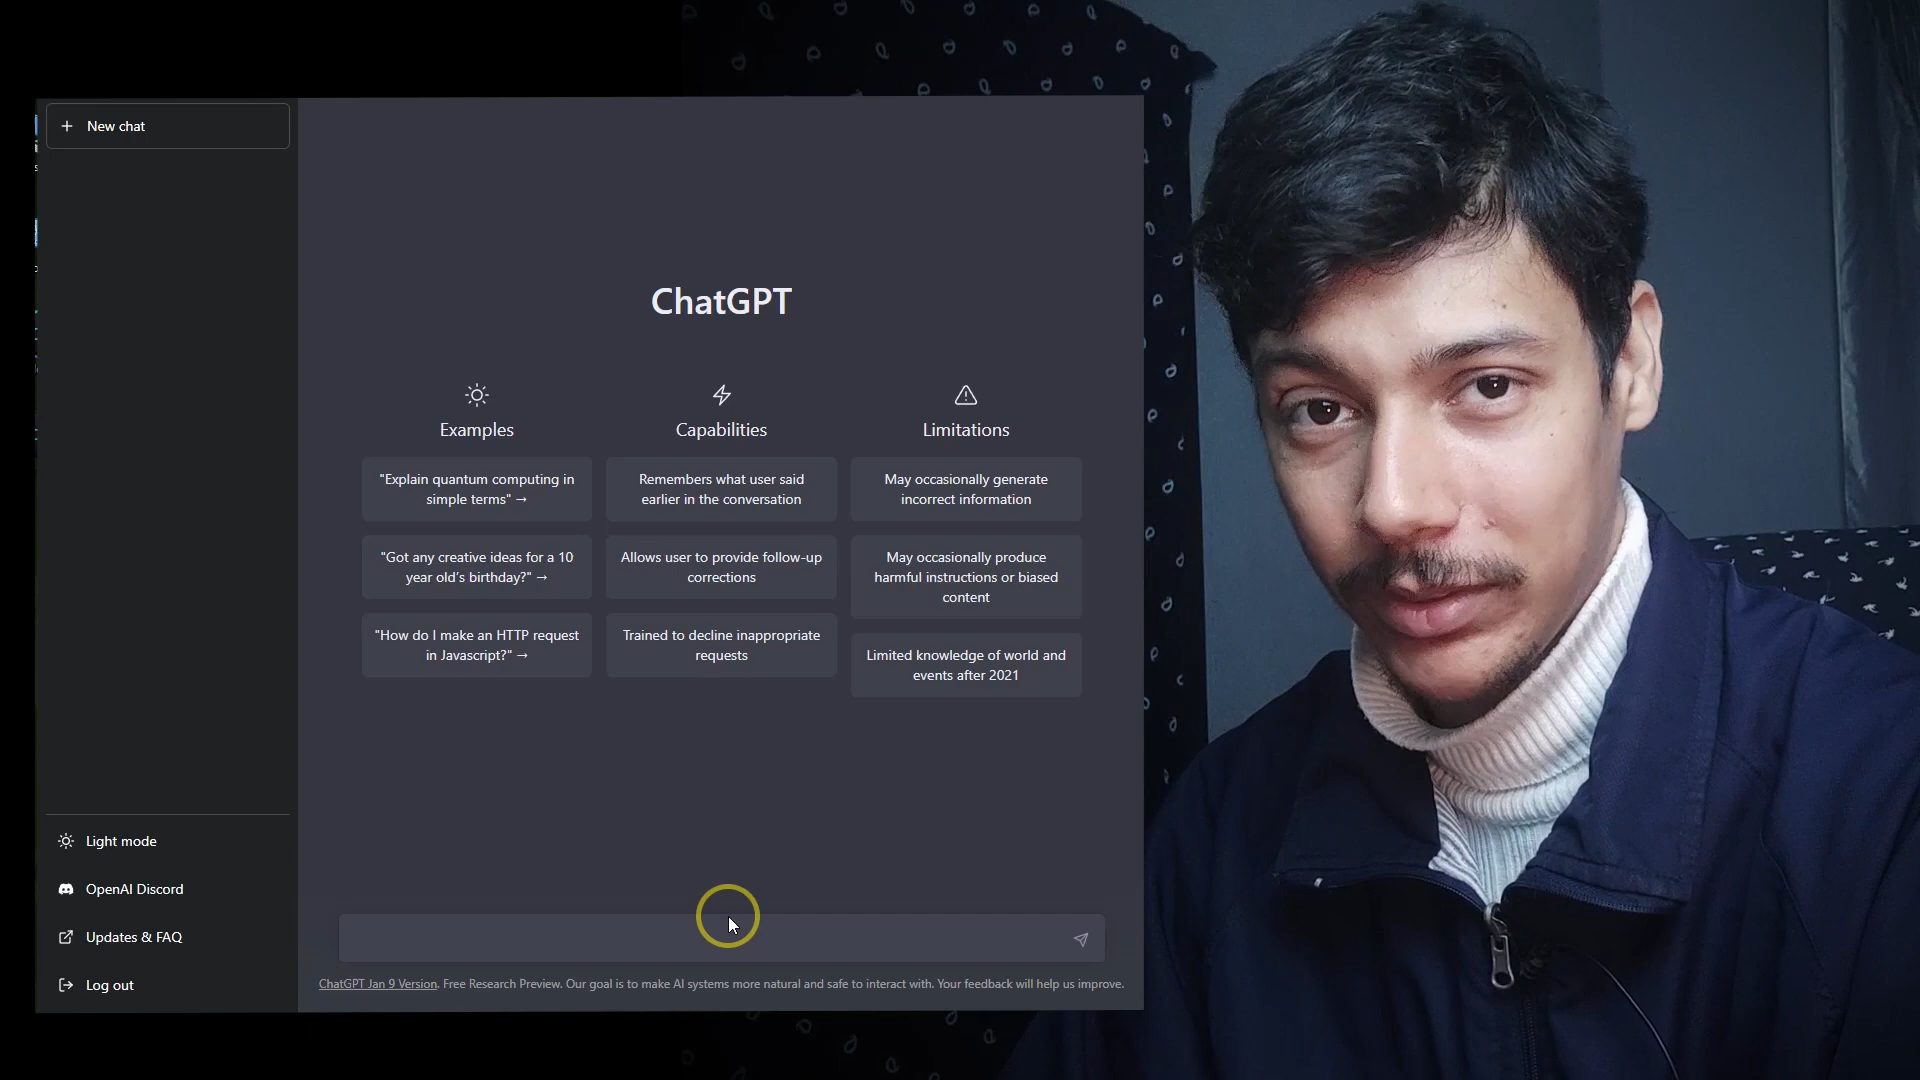 New chat
ChatGPT
Examples
"Explain quantum computing in
simple terms" →
"Got any creative ideas for a 10
year old's birthday?" →
"How do I make an HTTP request
in Javascript?" →
Capabilities
Remembers what user said
earlier in the conversation
Allows user to provide follow-up
corrections
Trained to decline inappropriate
requests
Limitations
May occasionally generate
incorrect information
May occasionally produce
harmful instructions or biased
content
Limited knowledge of world and
events after 2021
Light mode
OpenAI Discord
Updates & FAQ
Log out
ChatGPT Jan 9 Version. Free Research Preview. Our goal is to make AI systems more natural and safe to interact with. Your feedback will help us improve.